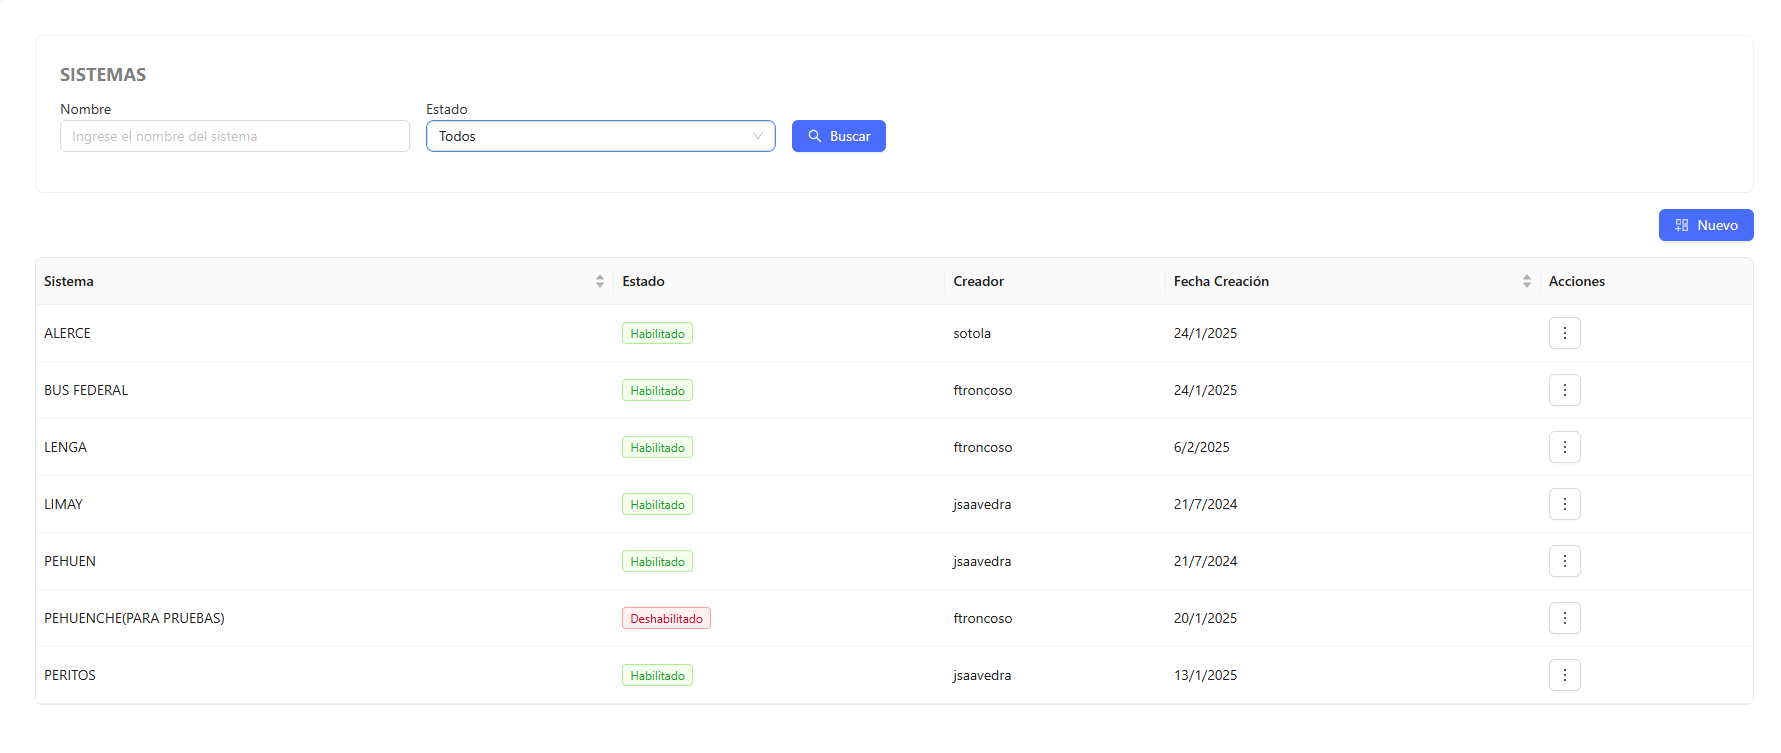 SISTEMAS
Nombre Estado
Ingrese el nombre del sistema Todos Buscar
Nuevo
Sistema Estado Creador Fecha Creación Acciones
ALERCE Habilitado sotola 24/1/2025
BUS FEDERAL Habilitado ftroncoso 24/1/2025
LENGA Habilitado ftroncoso 6/2/2025
LIMAY Habilitado jsaavedra 21/7/2024
PEHUEN Habilitado jsaavedra 21/7/2024
PEHUENCHE(PARA PRUEBAS) Deshabilitado ftroncoso 20/1/2025
PERITOS Habilitado jsaavedra 13/1/2025